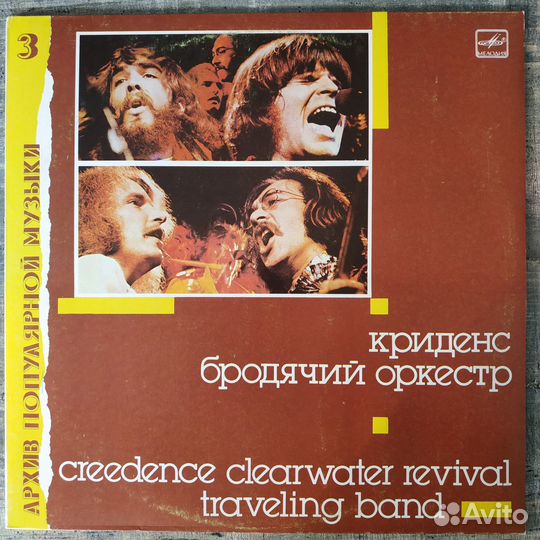 3
АРХИВ ПОПУЛЯРНОЙ МУЗЫКИ
МЕЛОДИЯ
криденс
бродячий оркестр
creedence clearwater revival
traveling band
Avito